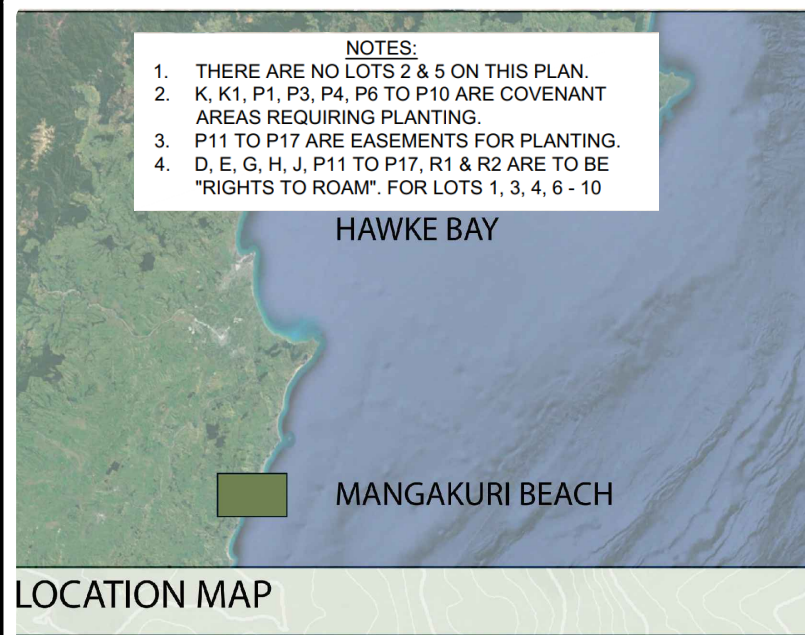 NOTES:
1. THERE ARE NO LOTS 2 & 5 ON THIS PLAN.
2. K, K1, P1, P3, P4, P6 TO P10 ARE COVENANT
AREAS REQUIRING PLANTING.
3. P11 TO P17 ARE EASEMENTS FOR PLANTING.
4. D, E, G, H, J, P11 TO P17, R1 & R2 ARE TO BE
"RIGHTS TO ROAM". FOR LOTS 1, 3, 4, 6 - 10
HAWKE BAY
MANGAKURI BEACH
LOCATION MAP